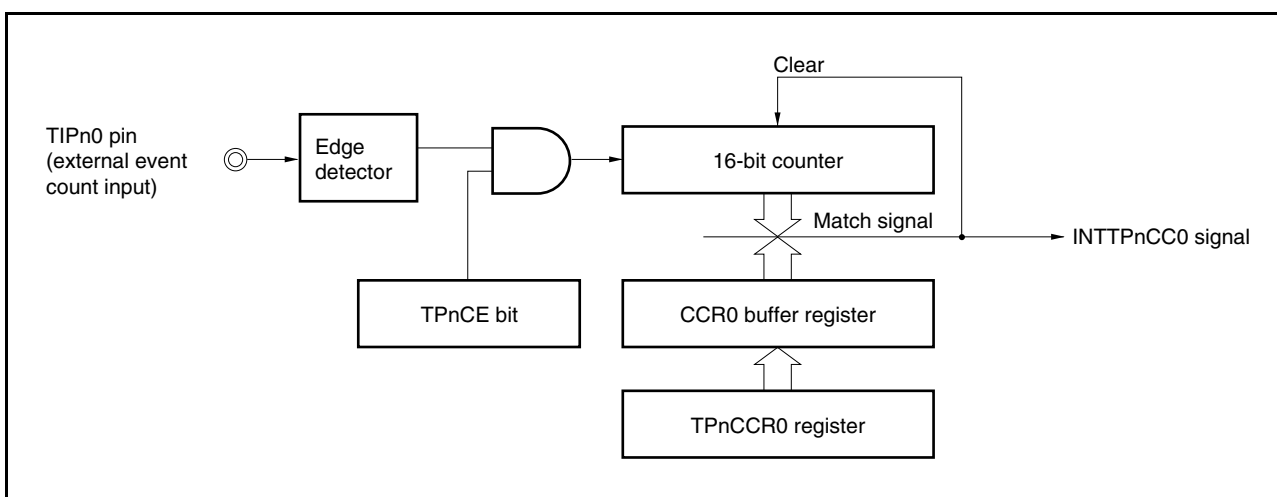 Clear
TIPn0 pin
(external event
count input)
Edge
detector
16-bit counter
Match signal
INTTPnCC0 signal
TPnCE bit
CCR0 buffer register
TPnCCR0 register